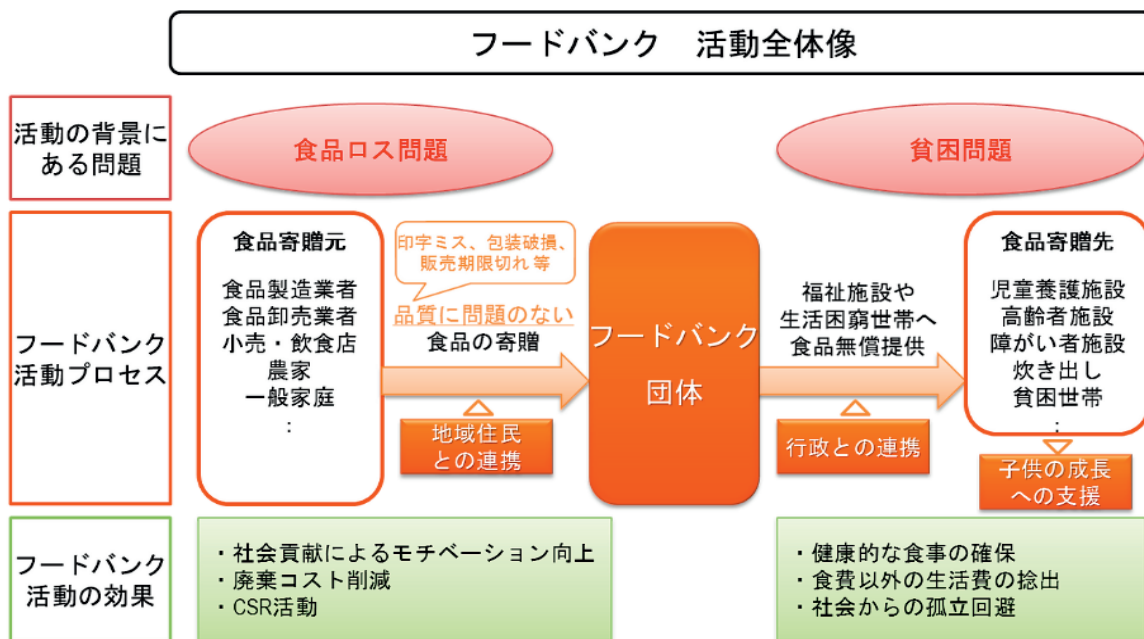 フードバンク　活動全体像
活動の背景に
ある問題
食品ロス問題
貧困問題
フードバンク
活動プロセス
食品寄贈元
食品製造業者
食品卸売業者
小売・飲食店
農家
一般家庭
：
印字ミス、包装破損、
販売期限切れ 等
品質に問題のない
食品の寄贈
地域住民
との連携
フードバンク
団体
福祉施設や
生活困窮世帯へ
食品無償提供
行政との連携
食品寄贈先
児童養護施設
高齢者施設
障がい者施設
炊き出し
貧困世帯
：
子供の成長
への支援
フードバンク
活動の効果
・社会貢献によるモチベーション向上
・廃棄コスト削減
・CSR活動
・健康的な食事の確保
・食費以外の生活費の捻出
・社会からの孤立回避